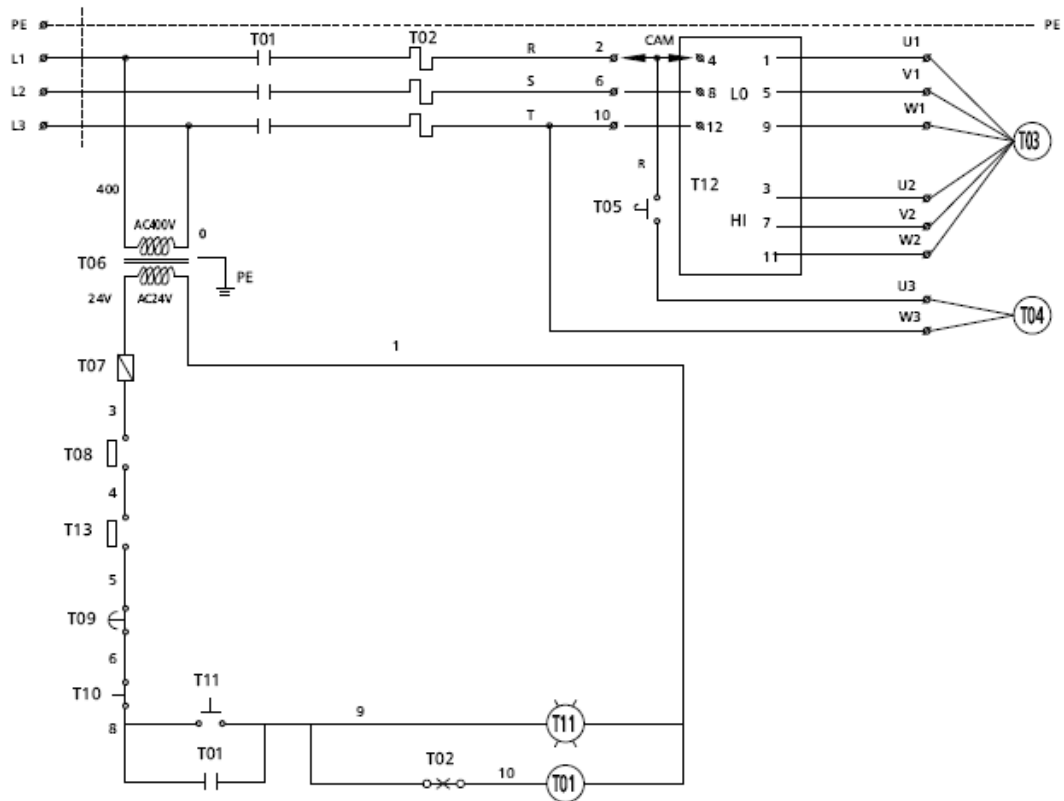 PE PE
T01 T02 CAM
L1 R 2 4 1 U1
L2 S 6 8 LO 5 V1
L3 T 10 12 9 W1
T03
R
400 T12 3 U2
T05
AC400V 0 HI 7 V2
11 W2
T06
PE
24V AC24V U3
T04
W3
1
T07
3
T08
4
T13
5
T09
6
T10 T11
8 9 T11
T01 T02 10 T01